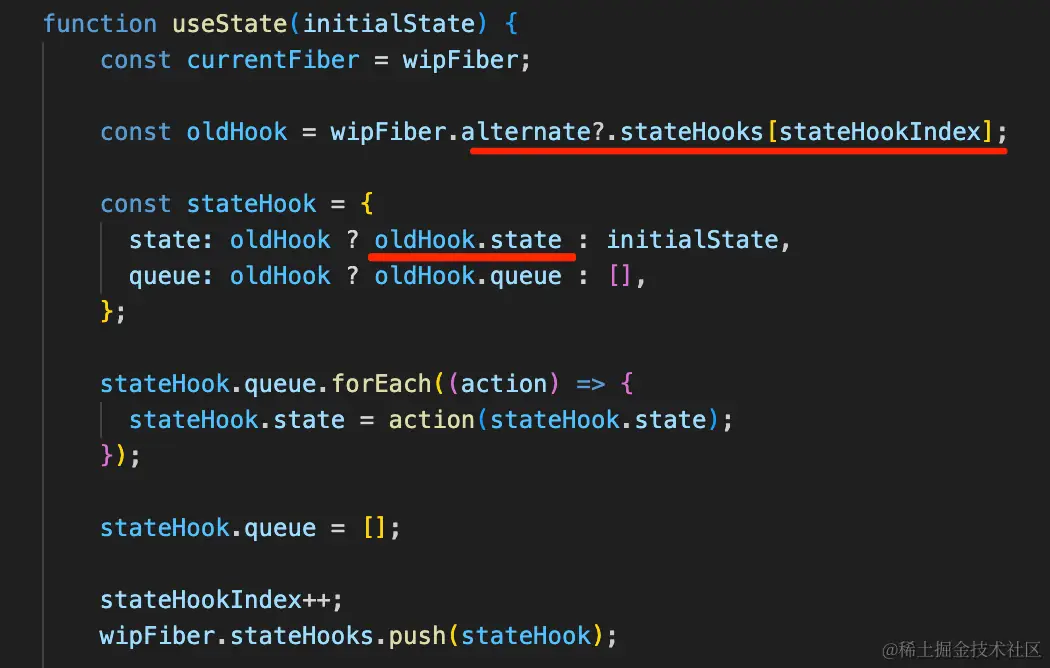 function useState(initialState) {
const currentFiber = wipFiber;
const oldHook = wipFiber.alternate?.stateHooks[stateHookIndex];
const stateHook = {
state: oldHook ? oldHook.state : initialState,
queue: oldHook ? oldHook.queue : [],
};
stateHook.queue.forEach((action) => {
stateHook.state = action(stateHook.state);
});
stateHook.queue = [];
stateHookIndex++;
wipFiber.stateHooks.push(stateHook);
@稀土掘金技术社区